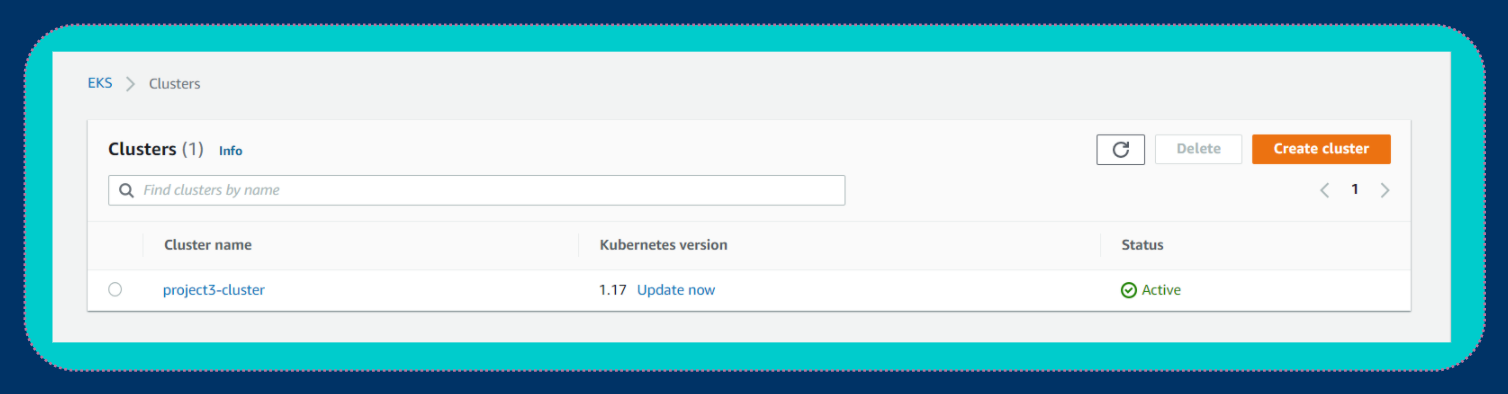 EKS > Clusters
Clusters (1) Info
Delete
Create cluster
Find clusters by name
< 1 >
Cluster name Kubernetes version Status
project3-cluster 1.17 Update now Active